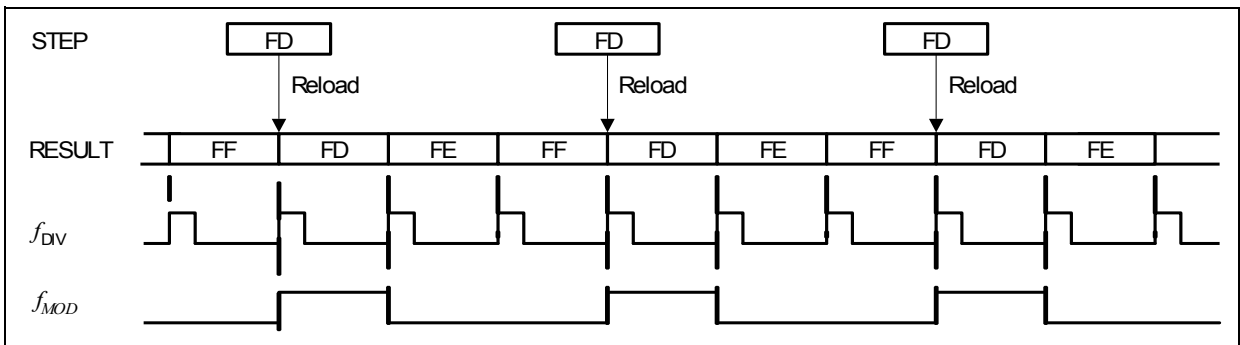 STEP FD FD FD
Reload Reload Reload
RESULT FF FD FE FF FD FE FF FD FE
fDIV
fMOD